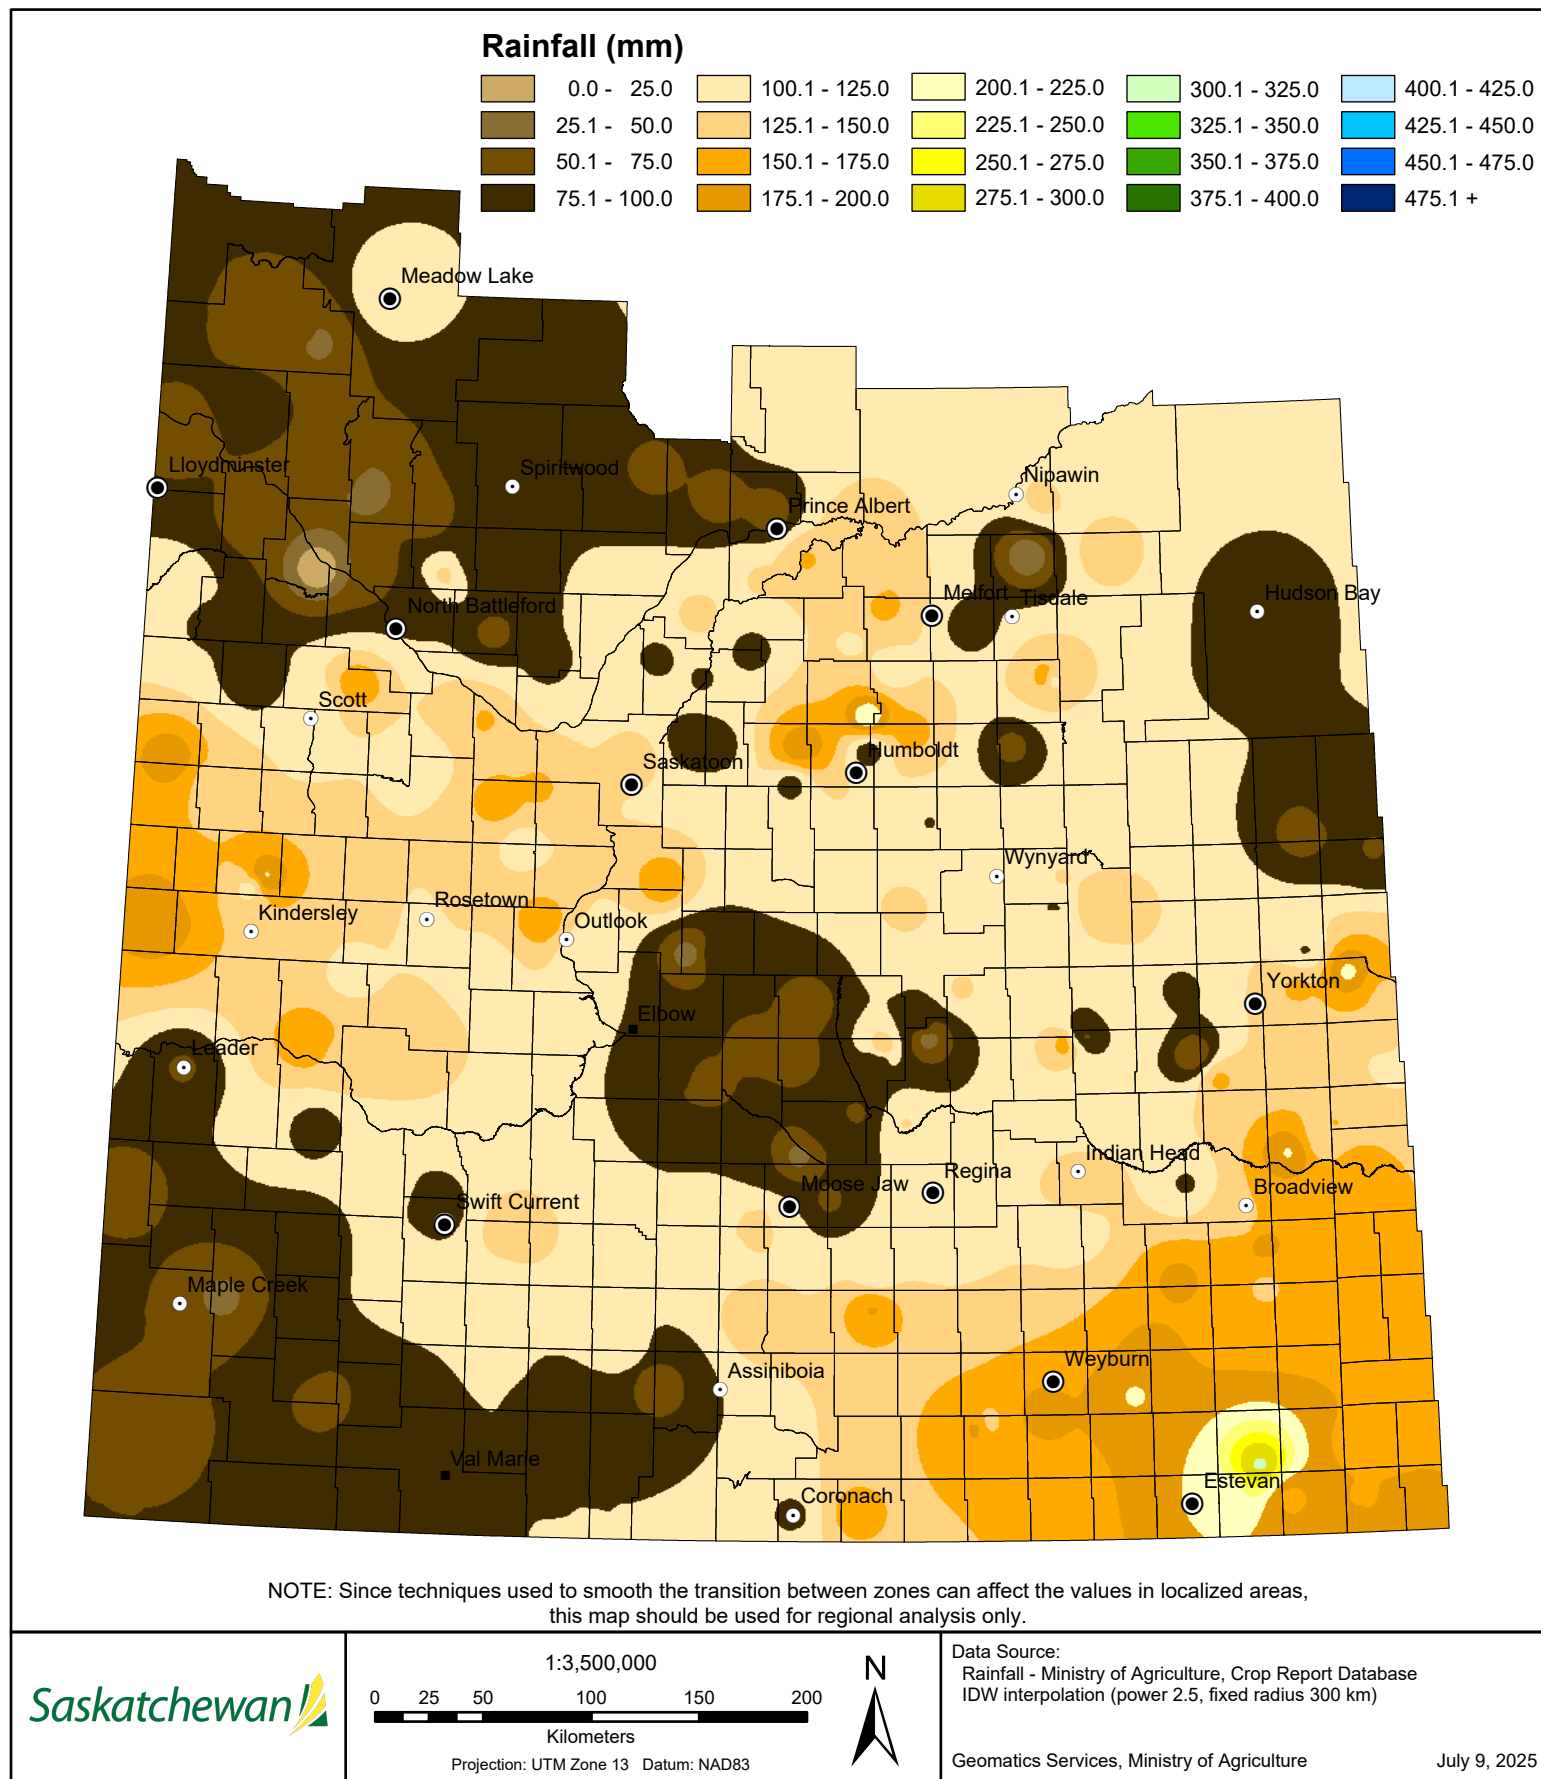 Rainfall (mm)
0.0 - 25.0
25.1 - 50.0
50.1 - 75.0
75.1 - 100.0
100.1 - 125.0
125.1 - 150.0
150.1 - 175.0
175.1 - 200.0
200.1 - 225.0
225.1 - 250.0
250.1 - 275.0
275.1 - 300.0
300.1 - 325.0
325.1 - 350.0
350.1 - 375.0
375.1 - 400.0
400.1 - 425.0
425.1 - 450.0
450.1 - 475.0
475.1 +
Meadow Lake
Lloydminster
Spiritwood
Nipawin
Prince Albert
North Battleford
Melfort
Tisdale
Hudson Bay
Scott
Saskatoon
Humboldt
Wynyard
Kindersley
Rosetown
Outlook
Yorkton
Elbow
Leader
Indian Head
Regina
Moose Jaw
Broadview
Swift Current
Maple Creek
Assiniboia
Weyburn
Val Marie
Coronach
Estevan
NOTE: Since techniques used to smooth the transition between zones can affect the values in localized areas,
this map should be used for regional analysis only.
Saskatchewan
1:3,500,000
0 25 50 100 150 200
Kilometers
Projection: UTM Zone 13 Datum: NAD83
N
Data Source:
Rainfall - Ministry of Agriculture, Crop Report Database
IDW interpolation (power 2.5, fixed radius 300 km)
Geomatics Services, Ministry of Agriculture
July 9, 2025